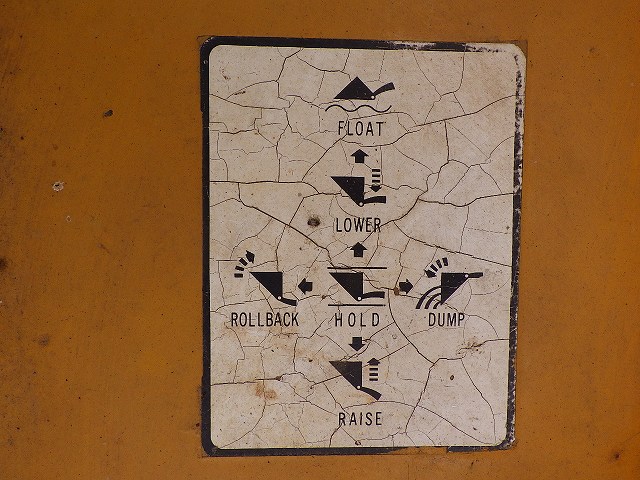 FLOAT
LOWER
ROLLBACK HOLD DUMP
RAISE